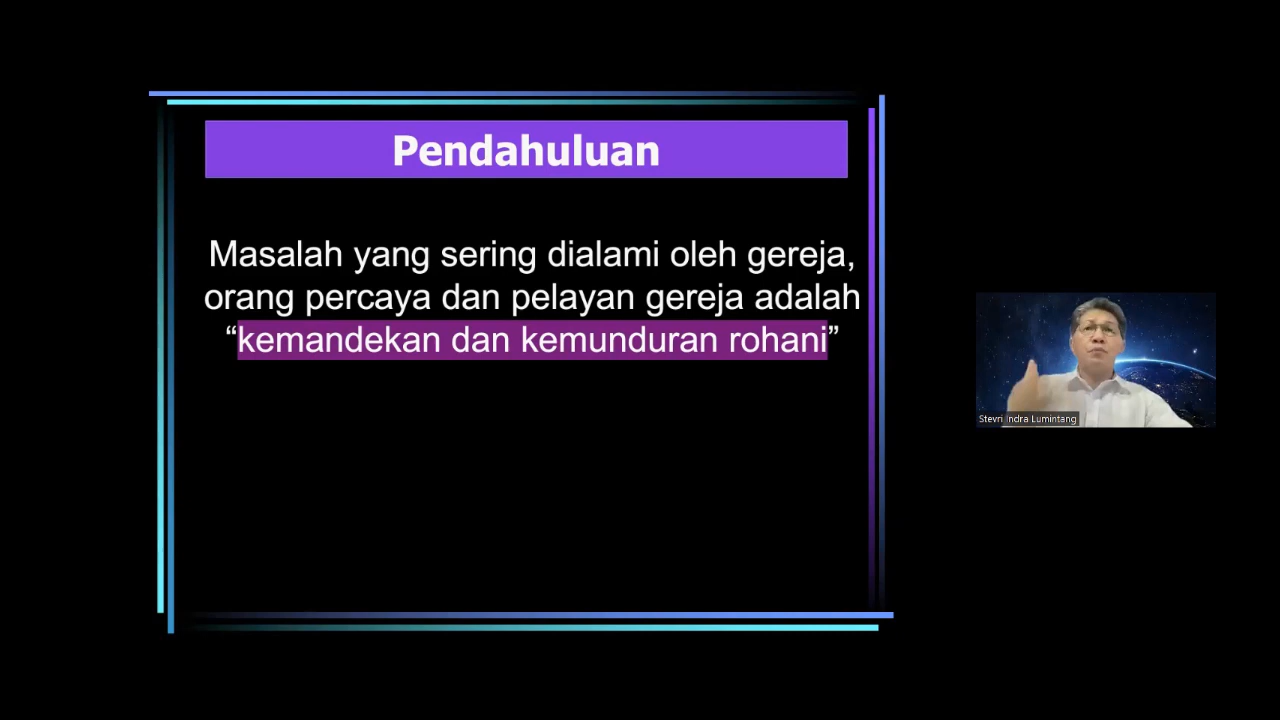 Pendahuluan
Masalah yang sering dialami oleh gereja,
orang percaya dan pelayan gereja adalah
“kemandekan dan kemunduran rohani”
Stevri Indra Lumintang